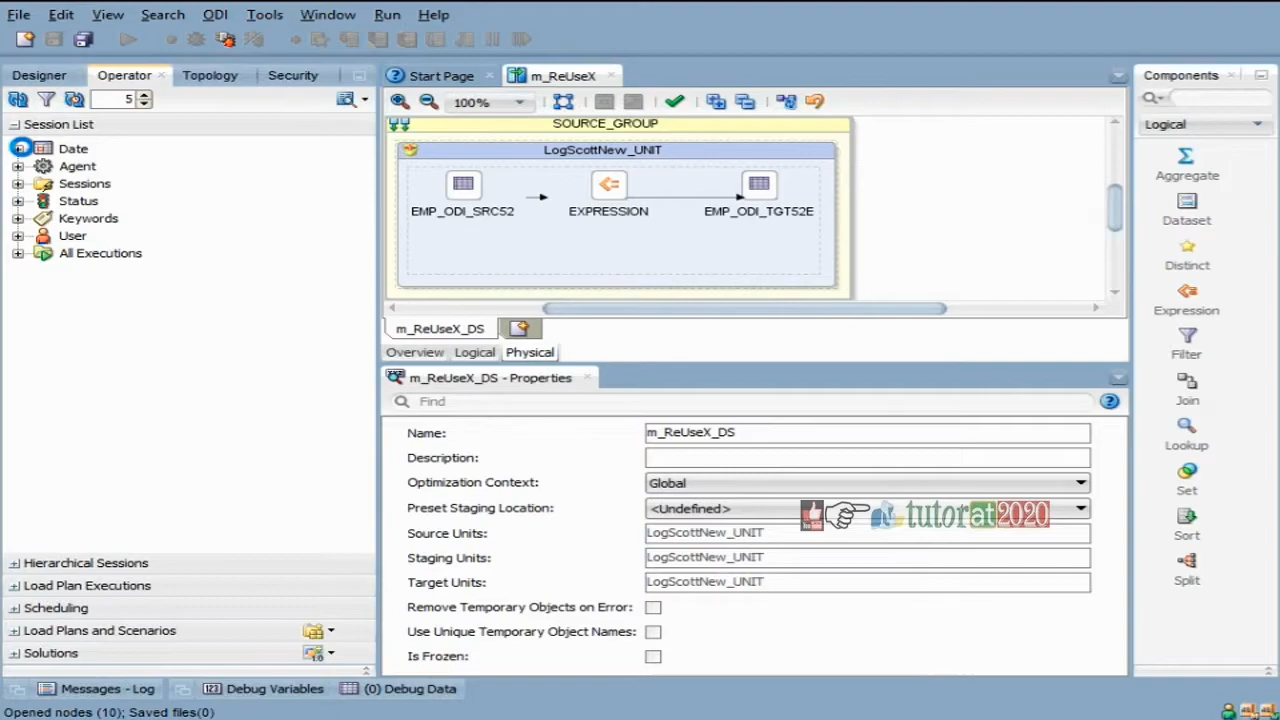 File Edit View Search ODI Tools Window Run Help
Designer Operator Topology Security
5
Session List
Date
Agent
Sessions
Status
Keywords
User
All Executions
Hierarchical Sessions
Load Plan Executions
Scheduling
Load Plans and Scenarios
Solutions
Start Page m_ReUseX
100%
SOURCE_GROUP
LogScottNew_UNIT
EMP_ODI_SRC52 EXPRESSION EMP_ODI_TGT52E
m_ReUseX_DS
Overview Logical Physical
m_ReUseX_DS - Properties
Find
Name: m_ReUseX_DS
Description:
Optimization Context: Global
Preset Staging Location: <Undefined>
tutorat2020
Source Units: LogScottNew_UNIT
Staging Units: LogScottNew_UNIT
Target Units: LogScottNew_UNIT
Remove Temporary Objects on Error:
Use Unique Temporary Object Names:
Is Frozen:
Components
Logical
Aggregate
Dataset
Distinct
Expression
Filter
Join
Lookup
Set
Sort
Split
Messages - Log Debug Variables (0) Debug Data
Opened nodes (10); Saved files(0)